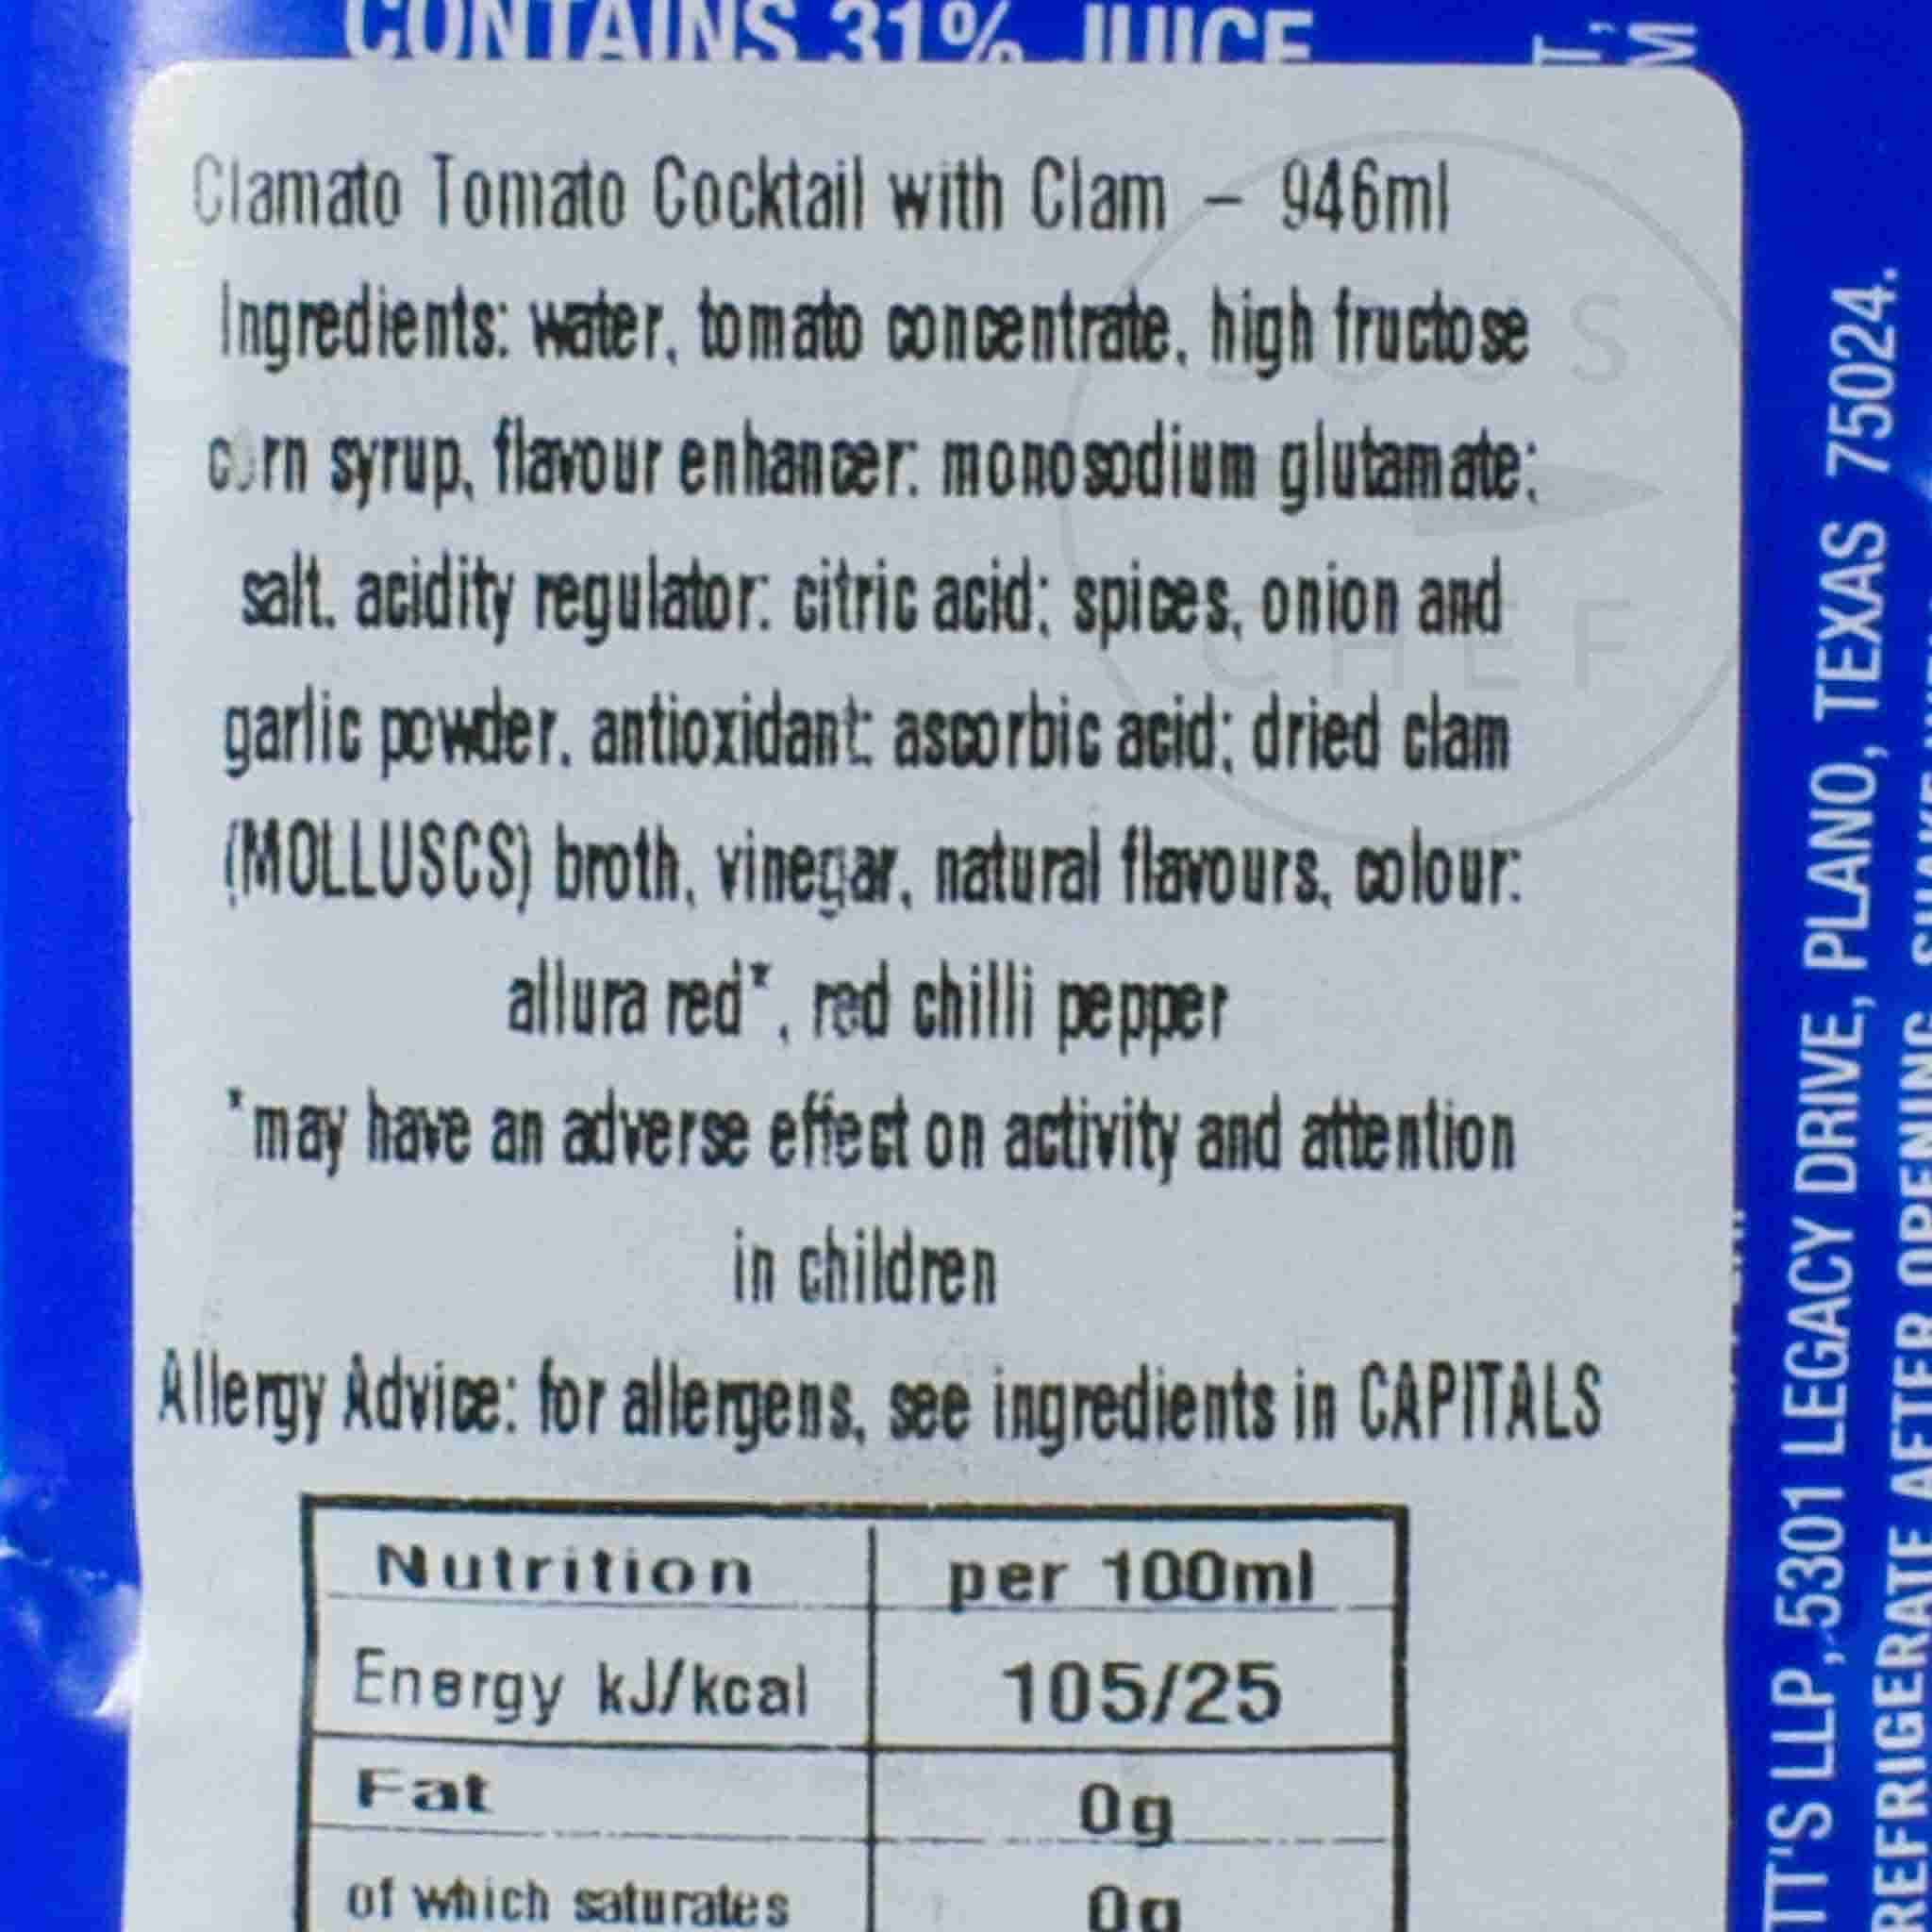 CONTAINS 31% JUICE
Clamato Tomato Cocktail with Clam – 946ml
Ingredients: water, tomato concentrate, high fructose
corn syrup, flavour enhancer: monosodium glutamate;
salt, acidity regulator: citric acid; spices, onion and
garlic powder, antioxidant: ascorbic acid; dried clam
(MOLLUSCS) broth, vinegar, natural flavours, colour:
allura red*, red chilli pepper
*may have an adverse effect on activity and attention
in children
Allergy Advice: for allergens, see ingredients in CAPITALS
Nutrition per 100ml
Energy kJ/kcal 105/25
Fat 0g
of which saturates 0g
CHEF
TT'S LLP, 5301 LEGACY DRIVE, PLANO, TEXAS 75024.
REFRIGERATE AFTER OPENING. SHAKE